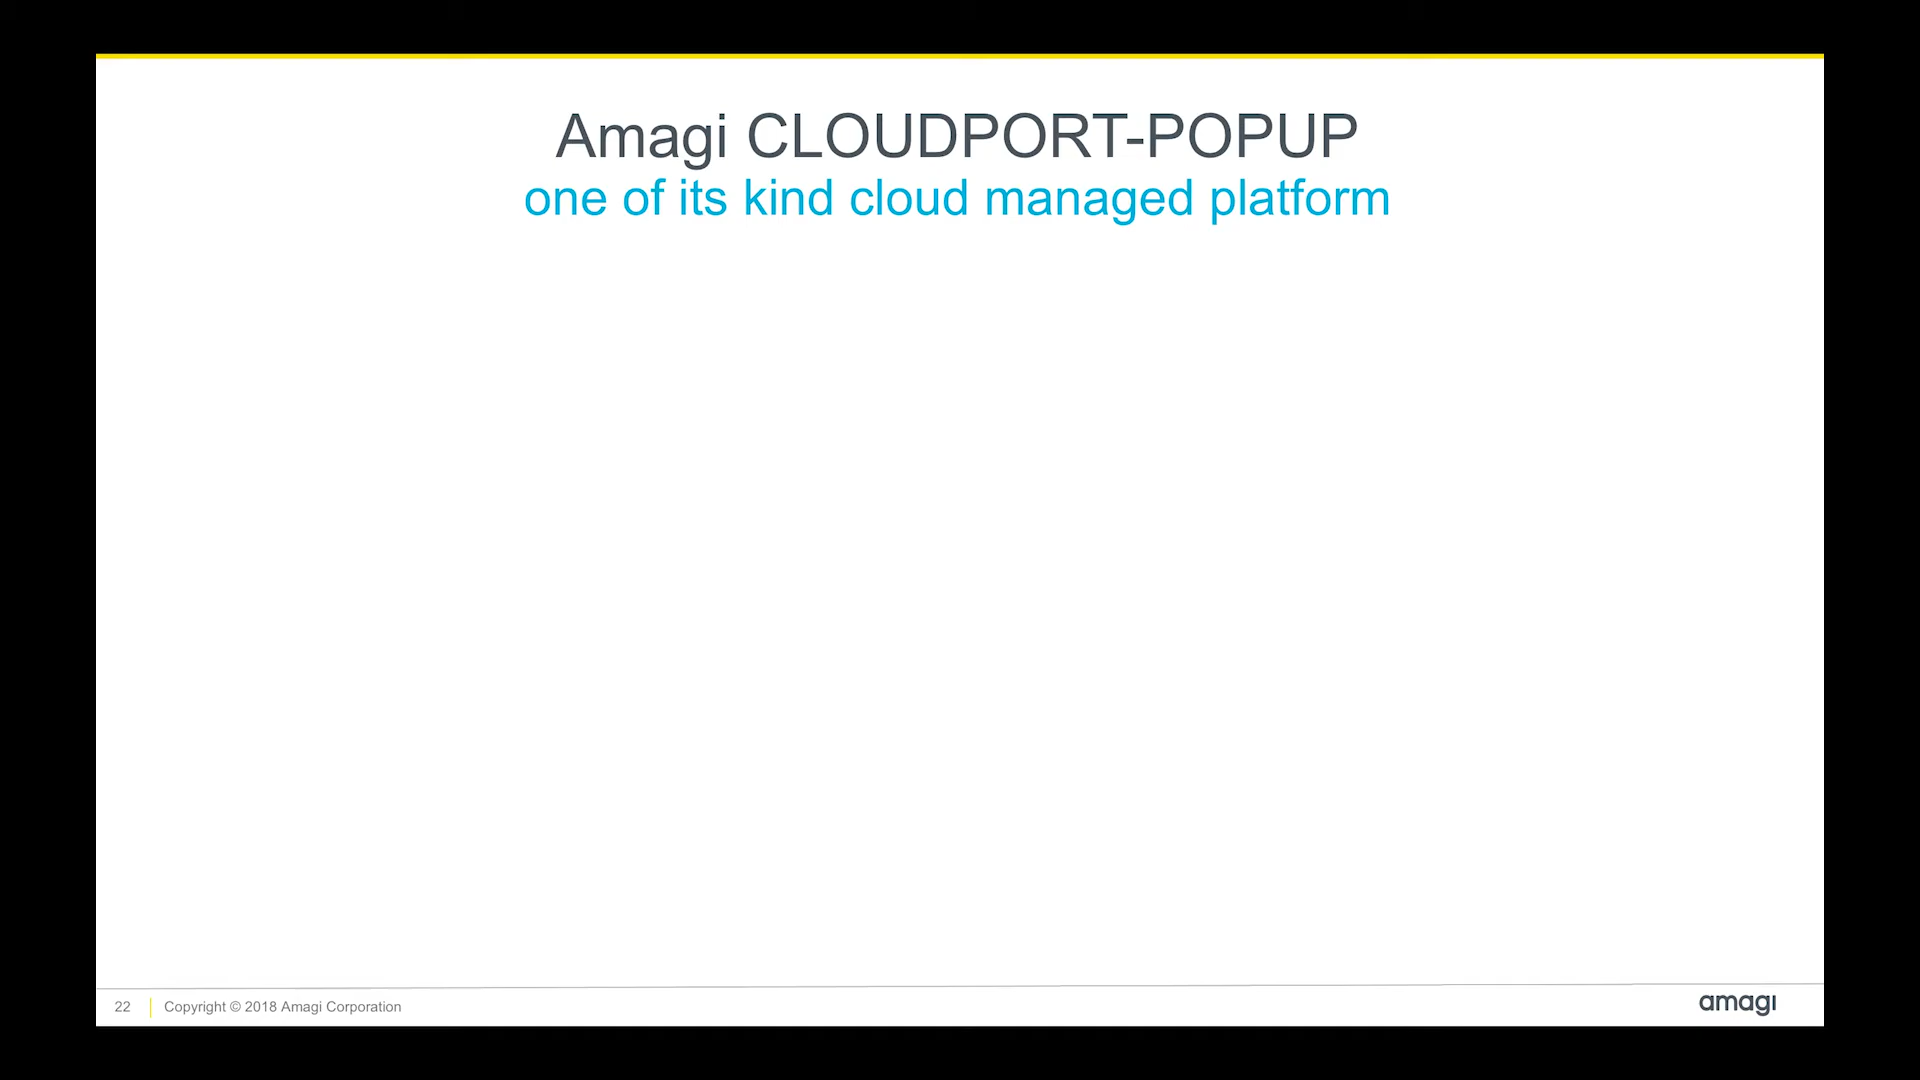 Amagi CLOUDPORT-POPUP
one of its kind cloud managed platform
22
Copyright © 2018 Amagi Corporation
amagi